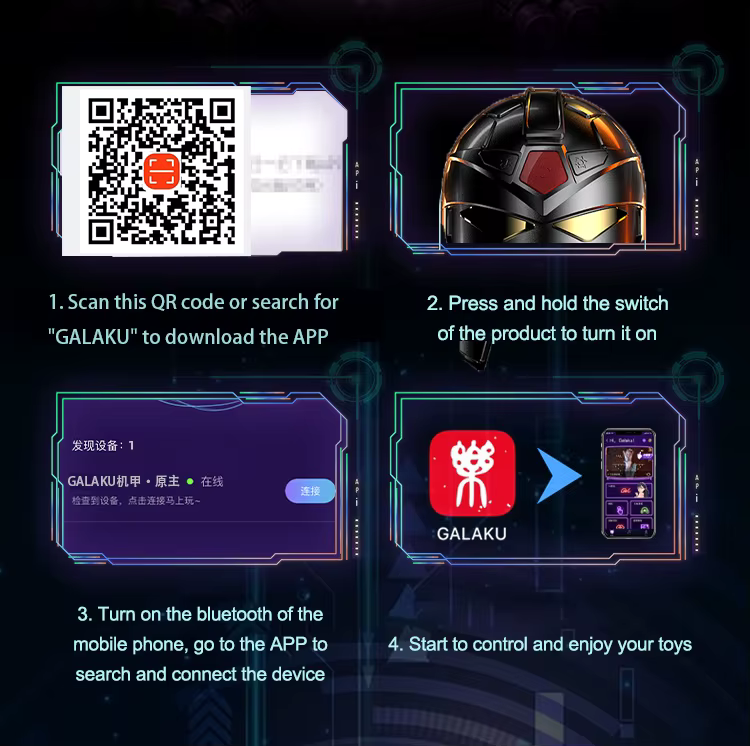 1. Scan this QR code or search for
"GALAKU" to download the APP
2. Press and hold the switch
of the product to turn it on
发现设备：1
GALAKU机甲·原主 在线
检查到设备，点击连接马上玩~
连接
GALAKU
3. Turn on the bluetooth of the
mobile phone, go to the APP to
search and connect the device
4. Start to control and enjoy your toys